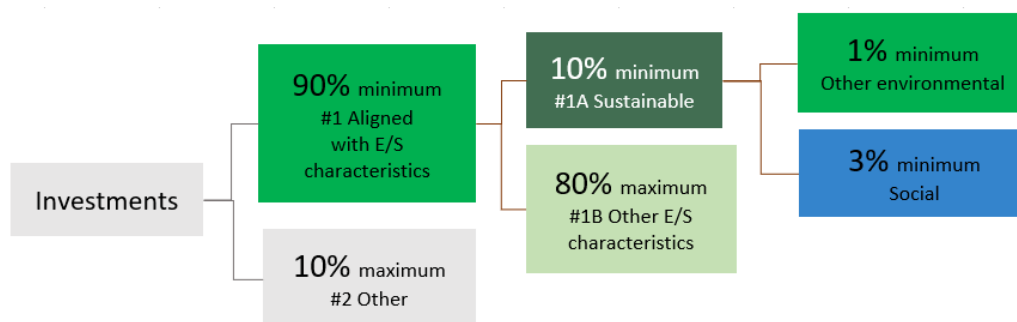 Investments
90% minimum
#1 Aligned
with E/S
characteristics
10% maximum
#2 Other
10% minimum
#1A Sustainable
80% maximum
#1B Other E/S
characteristics
1% minimum
Other environmental
3% minimum
Social